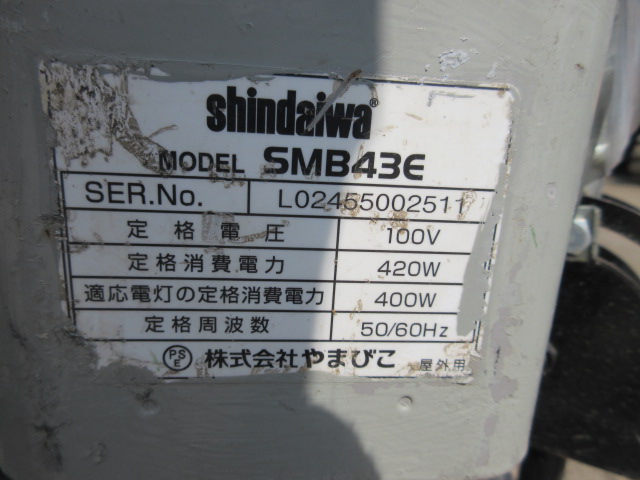 shindaiwa®
MODEL SMB43E
SER.No. L02455002511
定格電圧 100V
定格消費電力 420W
適応電灯の定格消費電力 400W
定格周波数 50/60Hz
PSE 株式会社やまびこ 屋外用